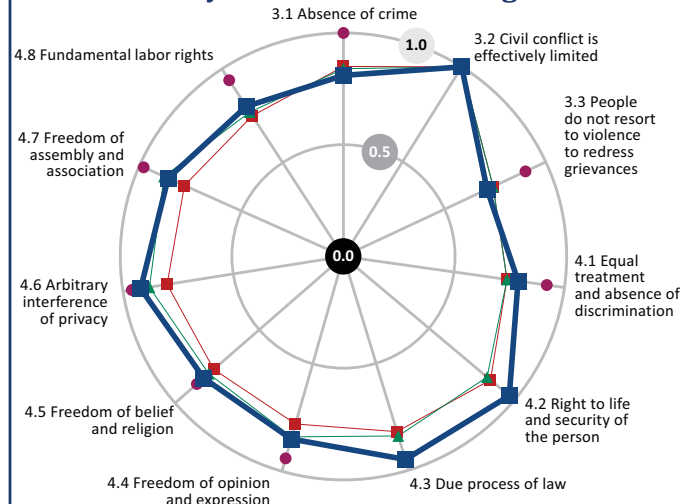 3.1 Absence of crime
1.0
3.2 Civil conflict is
effectively limited
4.8 Fundamental labor rights
3.3 People
do not resort
to violence
to redress
grievances
0.5
4.7 Freedom of
assembly and
association
0.0
4.1 Equal
treatment
and absence of
discrimination
4.6 Arbitrary
interference
of privacy
4.2 Right to life
and security of
the person
4.5 Freedom of belief
and religion
4.3 Due process of law
4.4 Freedom of opinion
and expression